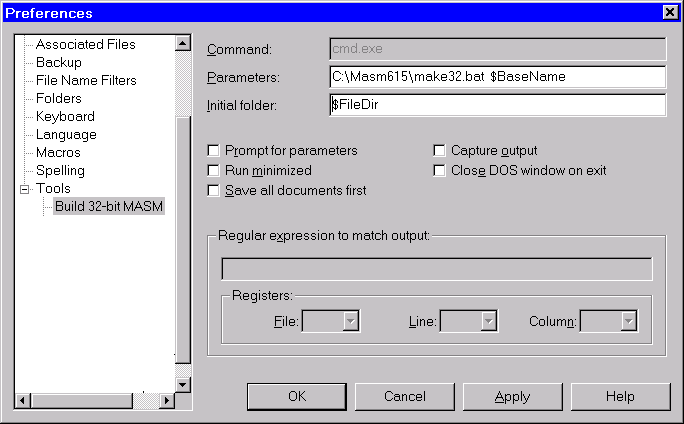 Preferences
Associated Files
Backup
File Name Filters
Folders
Keyboard
Language
Macros
Spelling
Tools
Build 32-bit MASM
Command: cmd.exe
Parameters: C:\Masm615\make32.bat $BaseName
Initial folder: $FileDir
Prompt for parameters
Capture output
Run minimized
Close DOS window on exit
Save all documents first
Regular expression to match output:
Registers:
File: Line: Column:
OK Cancel Apply Help